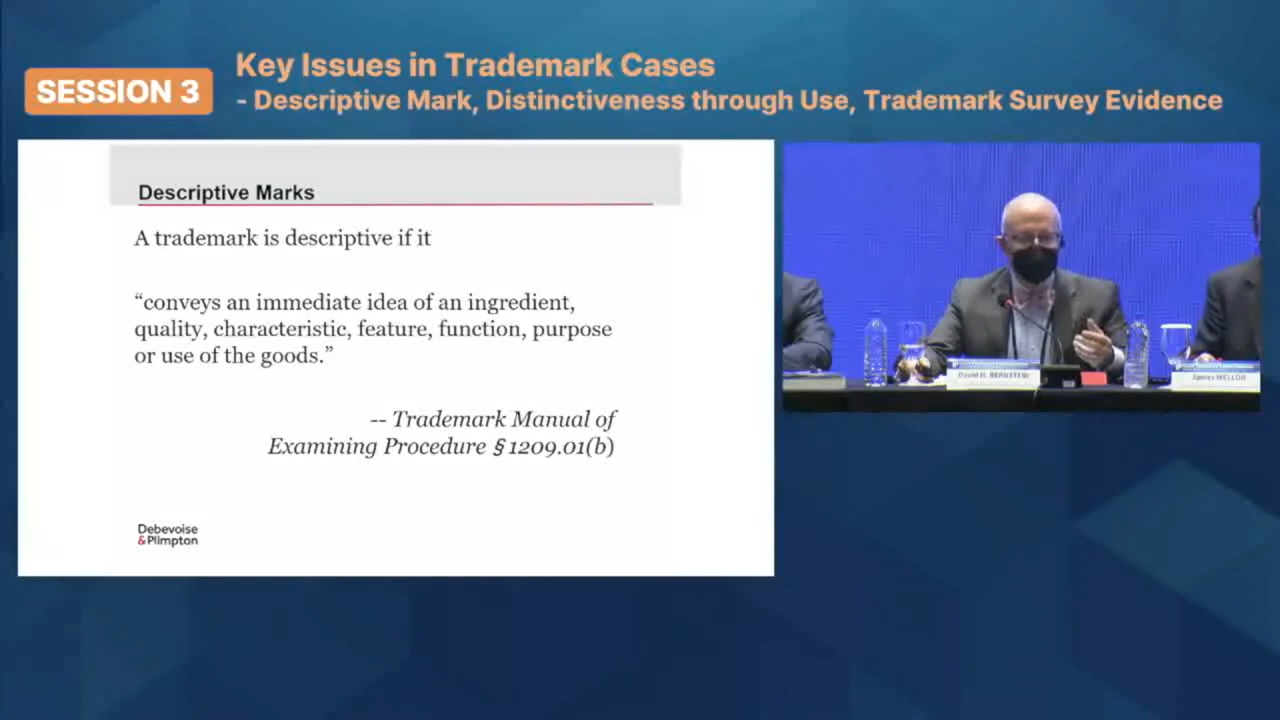 SESSION 3
Key Issues in Trademark Cases
- Descriptive Mark, Distinctiveness through Use, Trademark Survey Evidence
Descriptive Marks
A trademark is descriptive if it
“conveys an immediate idea of an ingredient,
quality, characteristic, feature, function, purpose
or use of the goods.”
-- Trademark Manual of
Examining Procedure § 1209.01(b)
Debevoise
&Plimpton
David H. BERNSTEIN
James MELLOR